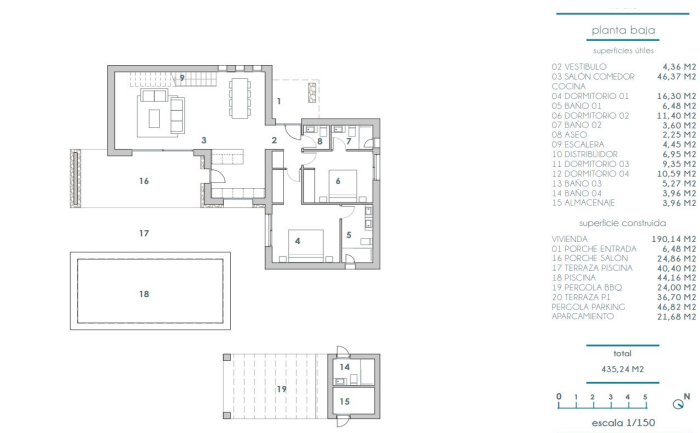 planta baja
superficies útiles
02 VESTIBULO 4,36 M2
03 SALÓN COMEDOR 46,37 M2
COCINA
04 DORMITORIO 01 16,30 M2
05 BAÑO 01 6,48 M2
06 DORMITORIO 02 11,40 M2
07 BAÑO 02 3,60 M2
08 ASEO 2,25 M2
09 ESCALERA 4,45 M2
10 DISTRIBUIDOR 6,95 M2
11 DORMITORIO 03 9,35 M2
12 DORMITORIO 04 10,59 M2
13 BAÑO 03 5,27 M2
14 BAÑO 04 3,96 M2
15 ALMACENAJE 3,96 M2
superficie construida
VIVIENDA 190,14 M2
01 PORCHE ENTRADA 6,48 M2
16 PORCHE SALÓN 24,86 M2
17 TERRAZA PISCINA 40,40 M2
18 PISCINA 44,16 M2
19 PERGOLA BBQ 24,00 M2
20 TERRAZA P1 36,70 M2
PERGOLA PARKING 46,82 M2
APARCAMIENTO 21,68 M2
total
435,24 M2
0 1 2 3 4 5 N
escala 1/150
9
1
3
2
8
7
16
6
17
4
5
18
14
19
15